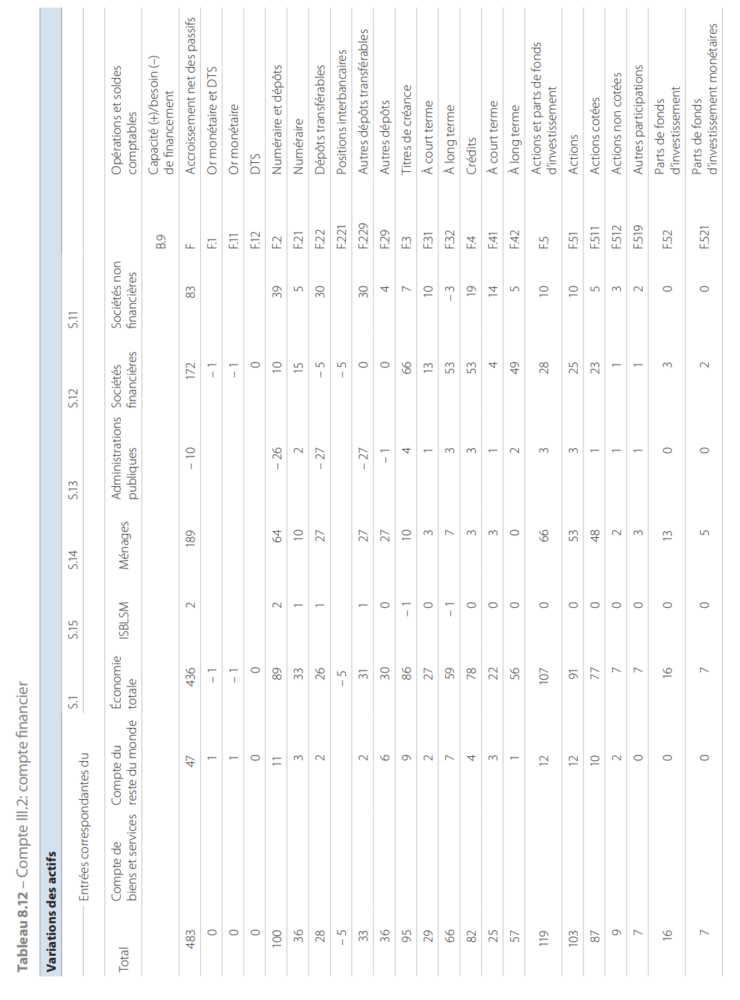 Tableau 8.12 – Compte III.2: compte financier
Variations des actifs
Entrées correspondantes du S.1 S.15 S.14 S.13 S.12 S.11
Total Compte de biens et services Compte du reste du monde Économie totale ISBLSM Ménages Administrations publiques Sociétés financières Sociétés non financières Opérations et soldes comptables
B.9 Capacité (+)/besoin (–) de financement
483 47 436 2 189 – 10 172 83 F Accroissement net des passifs
0 1 – 1 – 1 F.1 Or monétaire et DTS
0 1 – 1 – 1 F.11 Or monétaire
0 0 0 0 F.12 DTS
100 11 89 2 64 – 26 10 39 F.2 Numéraire et dépôts
36 3 33 1 10 2 15 5 F.21 Numéraire
28 2 26 1 27 – 27 – 5 30 F.22 Dépôts transférables
– 5 – 5 – 5 F.221 Positions interbancaires
33 2 31 1 27 – 27 0 30 F.229 Autres dépôts transférables
36 6 30 0 27 – 1 0 4 F.29 Autres dépôts
95 9 86 – 1 10 4 66 7 F.3 Titres de créance
29 2 27 0 3 1 13 10 F.31 À court terme
66 7 59 – 1 7 3 53 – 3 F.32 À long terme
82 4 78 0 3 3 53 19 F.4 Crédits
25 3 22 0 3 1 4 14 F.41 À court terme
57 1 56 0 0 2 49 5 F.42 À long terme
119 12 107 0 66 3 28 10 F.5 Actions et parts de fonds d’investissement
103 12 91 0 53 3 25 10 F.51 Actions
87 10 77 0 48 1 23 5 F.511 Actions cotées
9 2 7 0 2 1 1 3 F.512 Actions non cotées
7 0 7 0 3 1 1 2 F.519 Autres participations
16 0 16 0 13 0 3 0 F.52 Parts de fonds d’investissement
7 0 7 0 5 0 2 0 F.521 Parts de fonds d’investissement monétaires